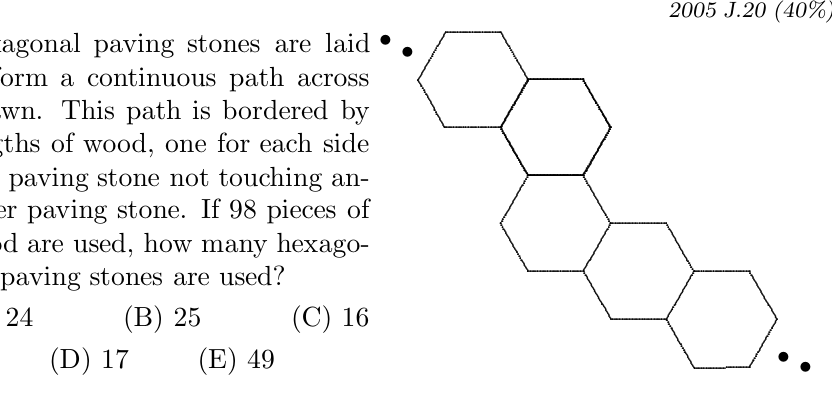 2005 J.20 (40%)
xagonal paving stones are laid
form a continuous path across
wn. This path is bordered by
gths of wood, one for each side
paving stone not touching an-
er paving stone. If 98 pieces of
od are used, how many hexago-
paving stones are used?
24 (B) 25 (C) 16
(D) 17 (E) 49